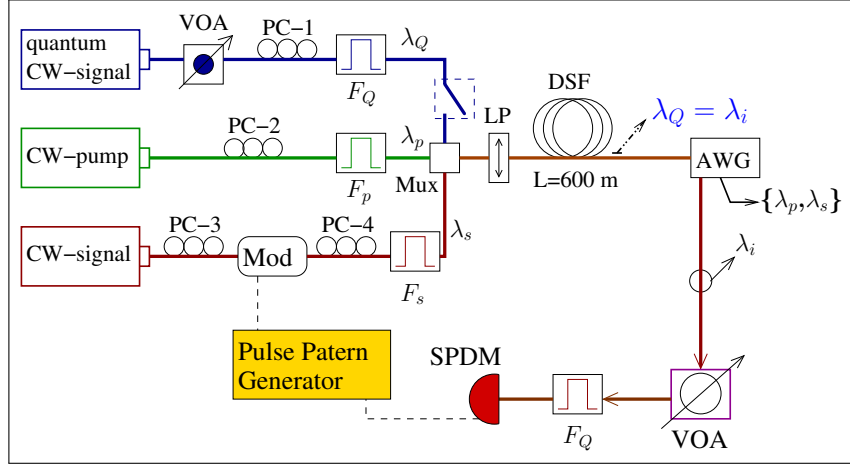 VOA
PC−1
quantum
CW−signal
λ_Q
F_Q
DSF
LP
λ_Q = λ_i
PC−2
CW−pump
λ_p
F_p
Mux
L=600 m
AWG
{λ_p,λ_s}
PC−3
PC−4
λ_s
CW−signal
Mod
F_s
λ_i
Pulse Patern
Generator
SPDM
F_Q
VOA